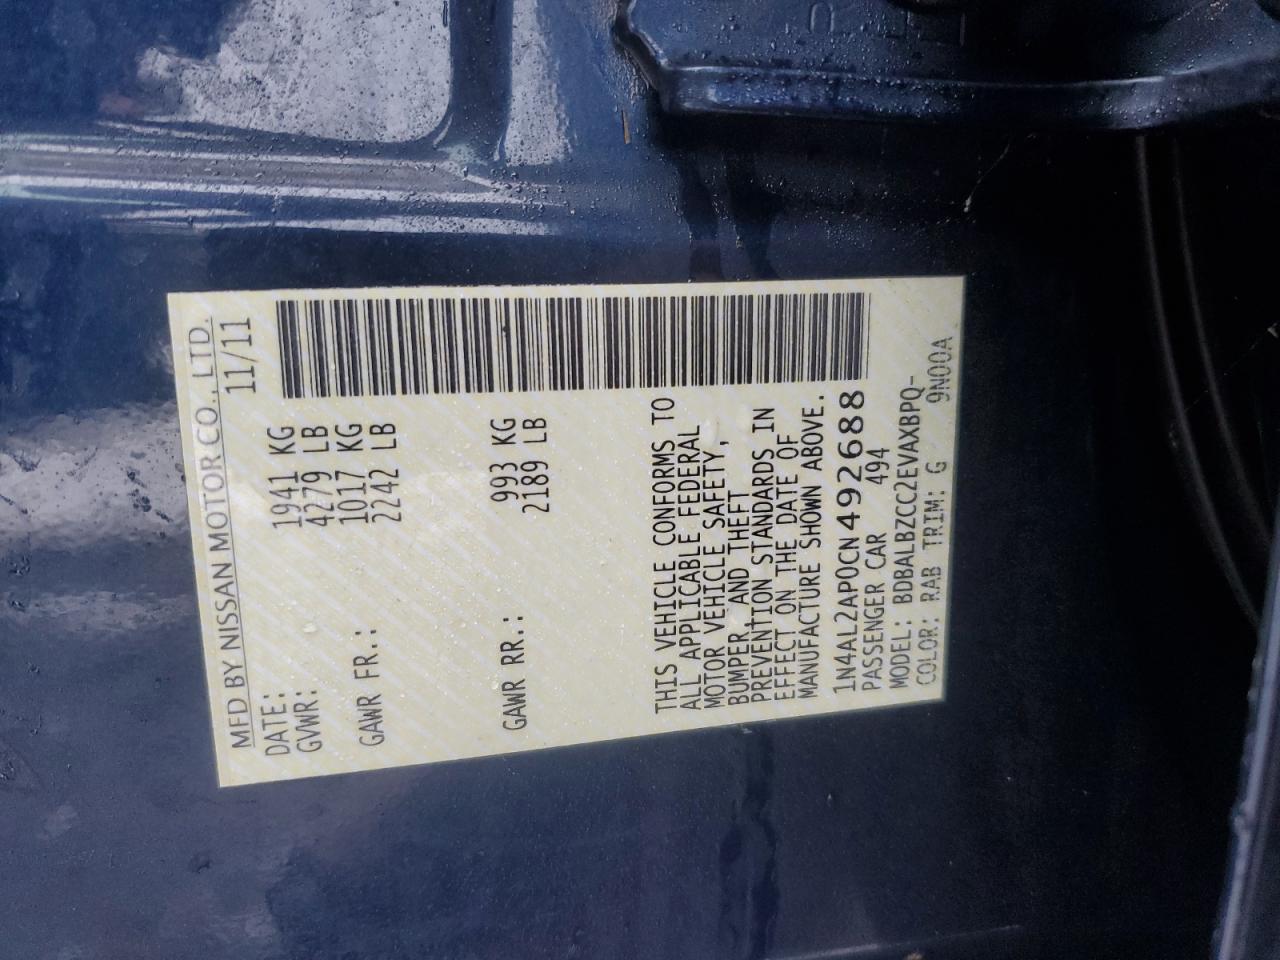 MFD BY NISSAN MOTOR CO., LTD.
DATE: 11/11
GVWR: 1941 KG
4279 LB
GAWR FR.: 1017 KG
2242 LB
GAWR RR.: 993 KG
2189 LB
THIS VEHICLE CONFORMS TO
ALL APPLICABLE FEDERAL
MOTOR VEHICLE SAFETY,
BUMPER, AND THEFT
PREVENTION STANDARDS IN
EFFECT ON THE DATE OF
MANUFACTURE SHOWN ABOVE.
1N4AL2AP0CN492688
PASSENGER CAR 494
MODEL: BDBALBZCC2EVAXBPQ-
COLOR: RAB TRIM: G 9N00A